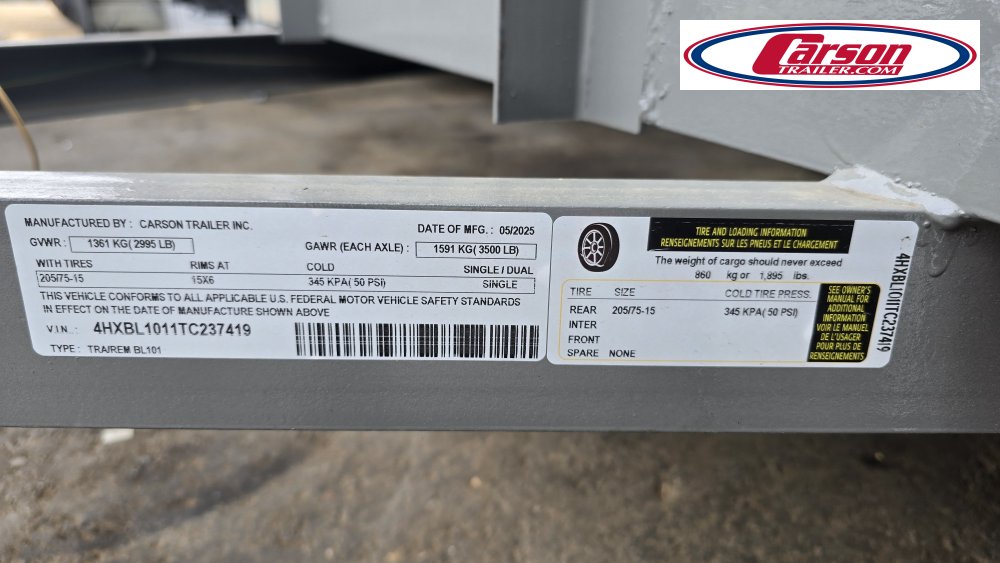 Carson
TRAILER.COM
MANUFACTURED BY : CARSON TRAILER INC.
DATE OF MFG. : 05/2025
GVWR : 1361 KG( 2995 LB)
GAWR (EACH AXLE) : 1591 KG( 3500 LB)
WITH TIRES RIMS AT COLD SINGLE / DUAL
205/75-15 15X6 345 KPA( 50 PSI) SINGLE
THIS VEHICLE CONFORMS TO ALL APPLICABLE U.S. FEDERAL MOTOR VEHICLE SAFETY STANDARDS
IN EFFECT ON THE DATE OF MANUFACTURE SHOWN ABOVE
V I N . : 4HXBL1011TC237419
TYPE : TRA/REM BL101
TIRE AND LOADING INFORMATION
RENSEIGNEMENTS SUR LES PNEUS ET LE CHARGEMENT
The weight of cargo should never exceed
860 kg or 1,895 lbs.
TIRE SIZE COLD TIRE PRESS.
REAR 205/75-15 345 KPA( 50 PSI)
INTER
FRONT
SPARE NONE
SEE OWNER'S
MANUAL FOR
ADDITIONAL
INFORMATION
VOIR LE MANUEL
DE L'USAGER
POUR PLUS DE
RENSEIGNEMENTS
4HXBL1011TC237419